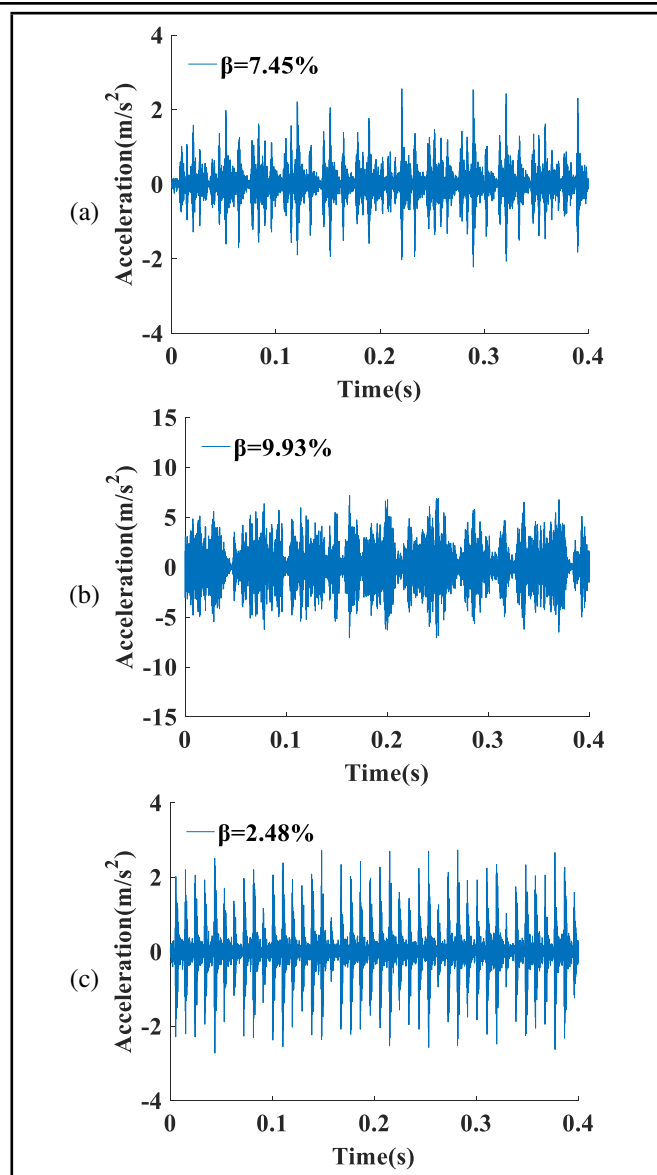 4
β=7.45%
2
0
-2
-4
Acceleration(m/s²)
(a)
0 0.1 0.2 0.3 0.4
Time(s)
15
β=9.93%
10
5
0
-5
-10
-15
Acceleration(m/s²)
(b)
0 0.1 0.2 0.3 0.4
Time(s)
4
β=2.48%
2
0
-2
-4
Acceleration(m/s²)
(c)
0 0.1 0.2 0.3 0.4
Time(s)